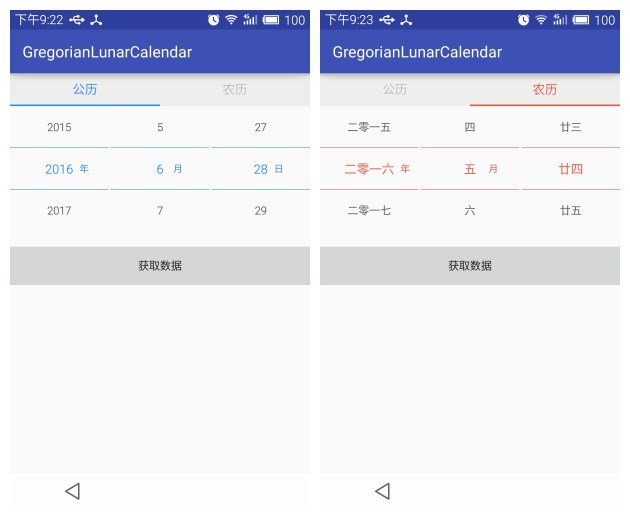 下午9:22 100
GregorianLunarCalendar
公历 农历
2015 5 27
2016 年 6 月 28 日
2017 7 29
获取数据
下午9:23 4G 100
GregorianLunarCalendar
公历 农历
二零一五 四 廿三
二零一六 年 五 月 廿四
二零一七 六 廿五
获取数据